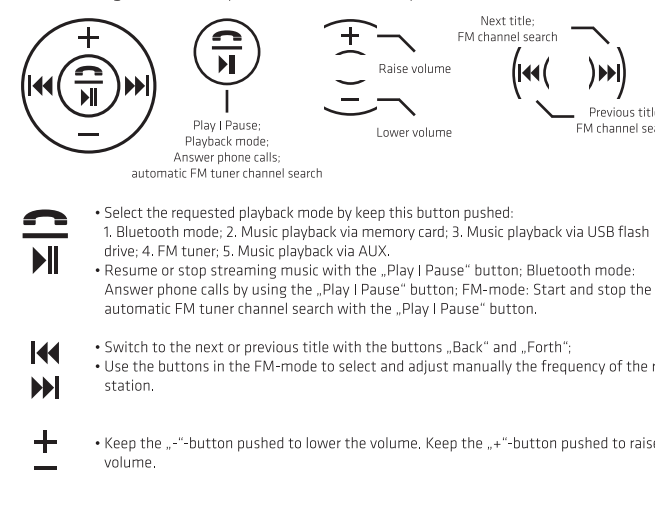 Next title;
FM channel search
Raise volume
Previous
Play | Pause;
Playback mode;
Answer phone calls;
automatic FM tuner channel search
Lower volume
FM channel
• Select the requested playback mode by keep this button pushed:
1. Bluetooth mode; 2. Music playback via memory card; 3. Music playback via USB flash
drive; 4. FM tuner; 5. Music playback via AUX.
• Resume or stop streaming music with the „Play | Pause“ button; Bluetooth mode:
Answer phone calls by using the „Play | Pause“ button; FM-mode: Start and stop the
automatic FM tuner channel search with the „Play | Pause“ button.
• Switch to the next or previous title with the buttons „Back“ and „Forth“;
• Use the buttons in the FM-mode to select and adjust manually the frequency of the
station.
• Keep the „-“-button pushed to lower the volume. Keep the „+“-button pushed to
volume.